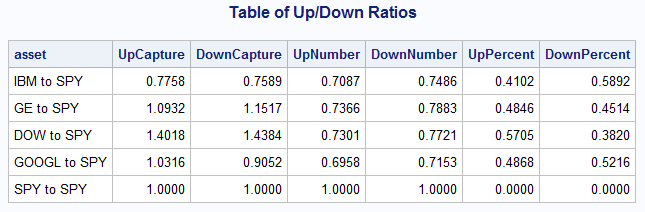 Table of Up/Down Ratios
asset UpCapture DownCapture UpNumber DownNumber UpPercent DownPercent
IBM to SPY 0.7758 0.7589 0.7087 0.7486 0.4102 0.5892
GE to SPY 1.0932 1.1517 0.7366 0.7883 0.4846 0.4514
DOW to SPY 1.4018 1.4384 0.7301 0.7721 0.5705 0.3820
GOOGL to SPY 1.0316 0.9052 0.6958 0.7153 0.4868 0.5216
SPY to SPY 1.0000 1.0000 1.0000 1.0000 0.0000 0.0000